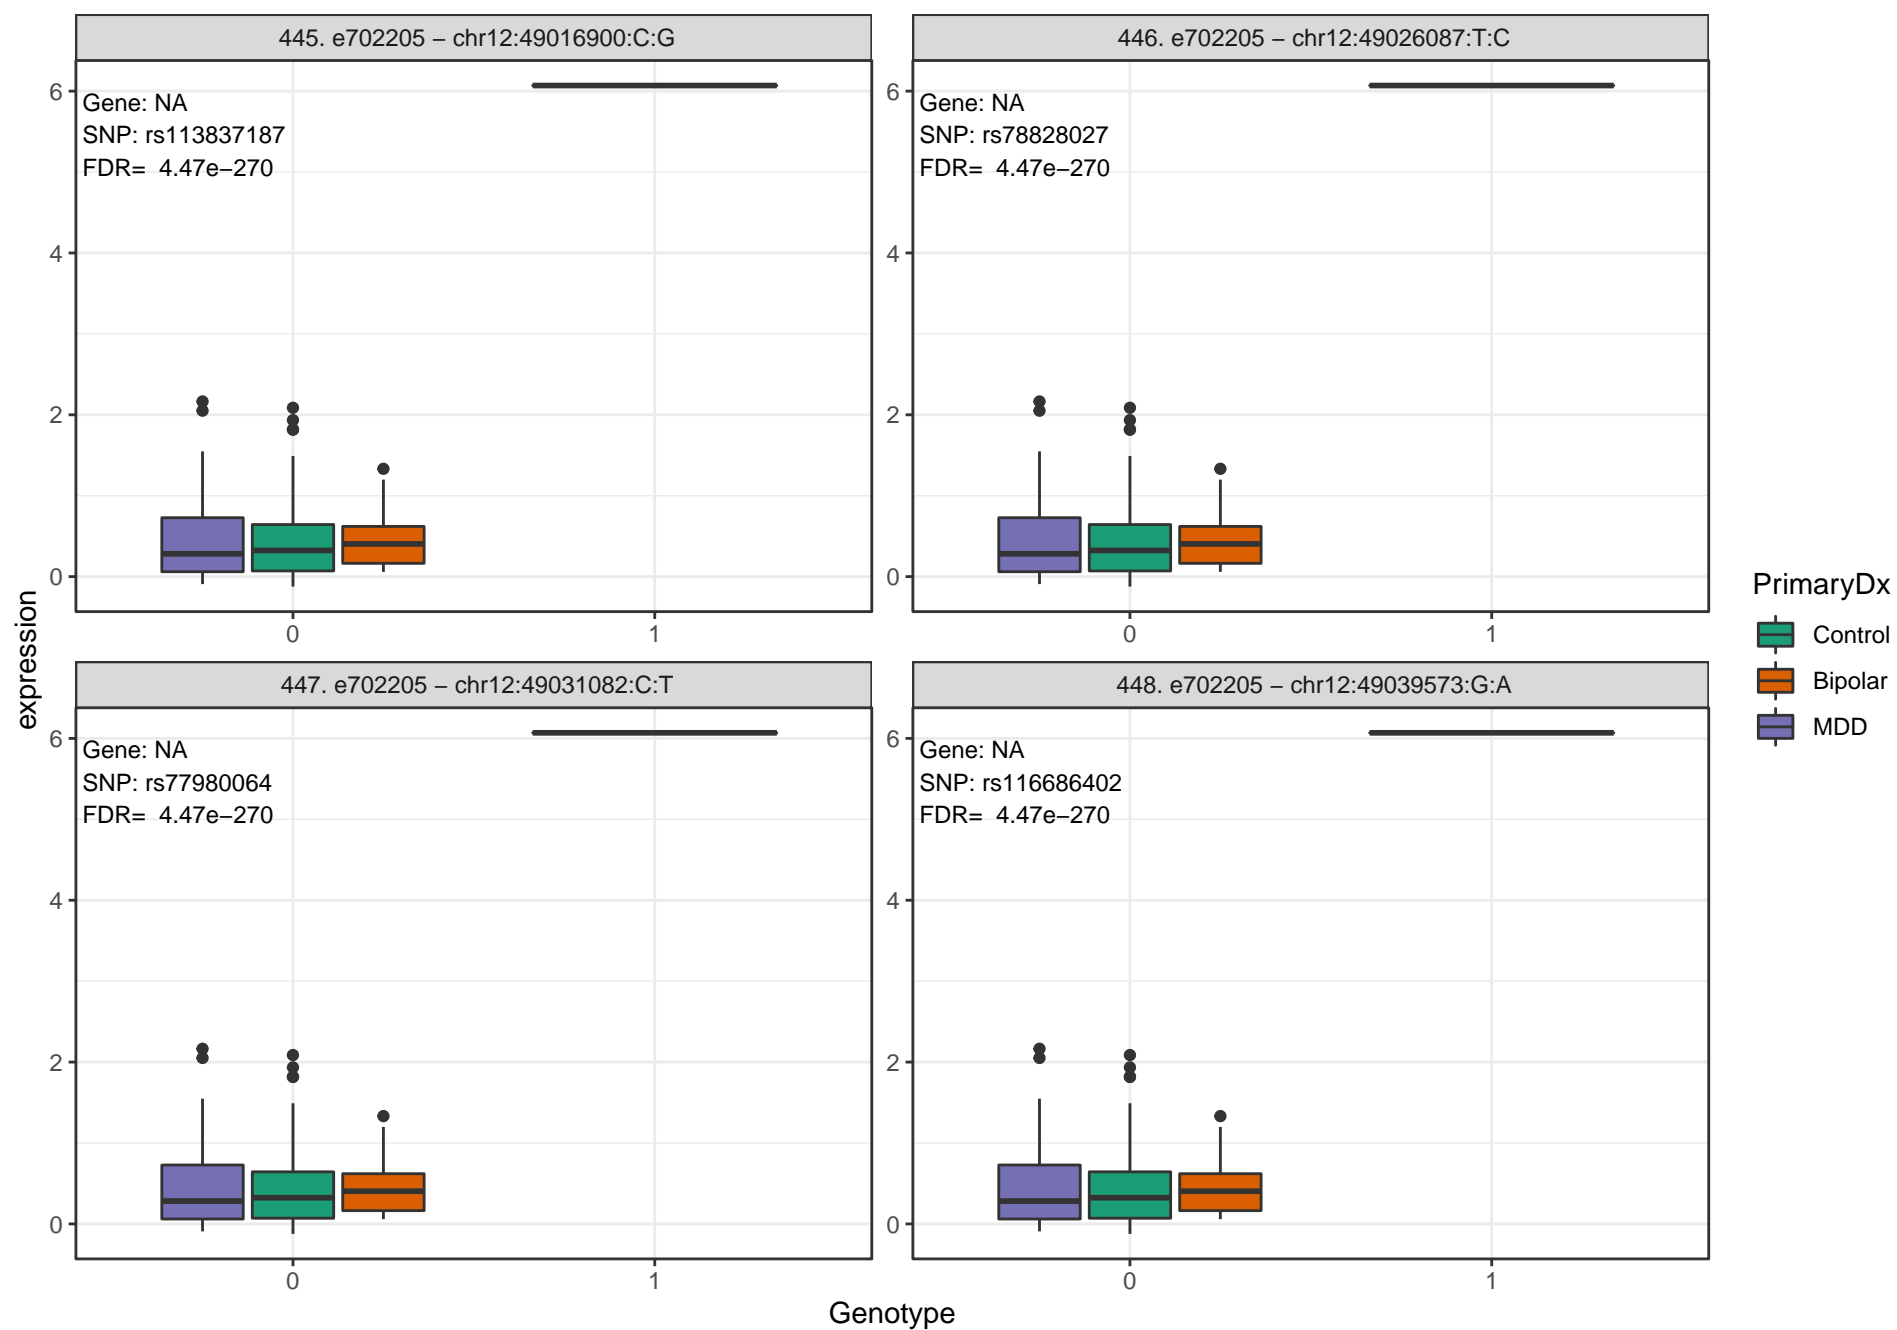 445. e702205 − chr12:49016900:C:G
446. e702205 − chr12:49026087:T:C
6
Gene: NA
SNP: rs113837187
FDR=  4.47e−270
4
2
0
0
1
6
Gene: NA
SNP: rs78828027
FDR=  4.47e−270
4
2
0
0
1
447. e702205 − chr12:49031082:C:T
448. e702205 − chr12:49039573:G:A
6
Gene: NA
SNP: rs77980064
FDR=  4.47e−270
4
2
0
0
1
6
Gene: NA
SNP: rs116686402
FDR=  4.47e−270
4
2
0
0
1
expression
Genotype
PrimaryDx
Control
Bipolar
MDD